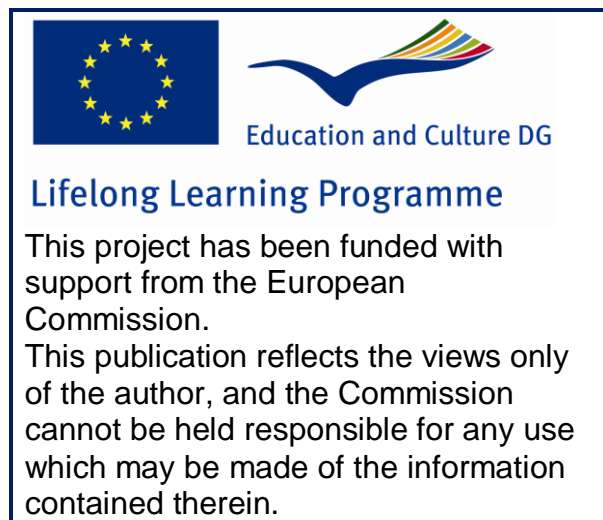 Education and Culture DG
Lifelong Learning Programme
This project has been funded with
support from the European
Commission.
This publication reflects the views only
of the author, and the Commission
cannot be held responsible for any use
which may be made of the information
contained therein.